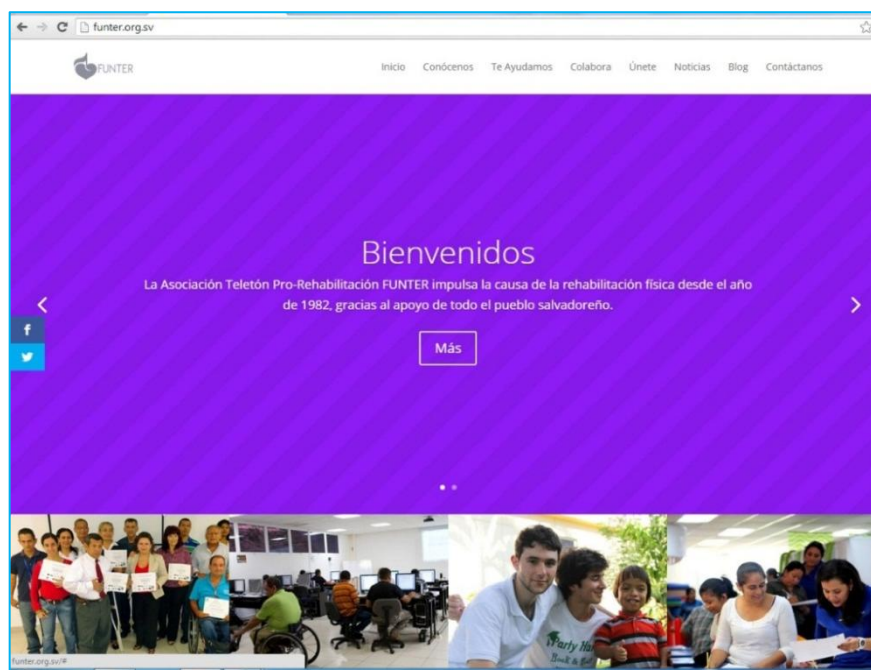 funter.org.sv
FUNTER
Inicio Conócenos Te Ayudamos Colabora Únete Noticias Blog Contáctanos
Bienvenidos
La Asociación Teletón Pro-Rehabilitación FUNTER impulsa la causa de la rehabilitación física desde el año
de 1982, gracias al apoyo de todo el pueblo salvadoreño.
Más
Party
funter.org.sv/#